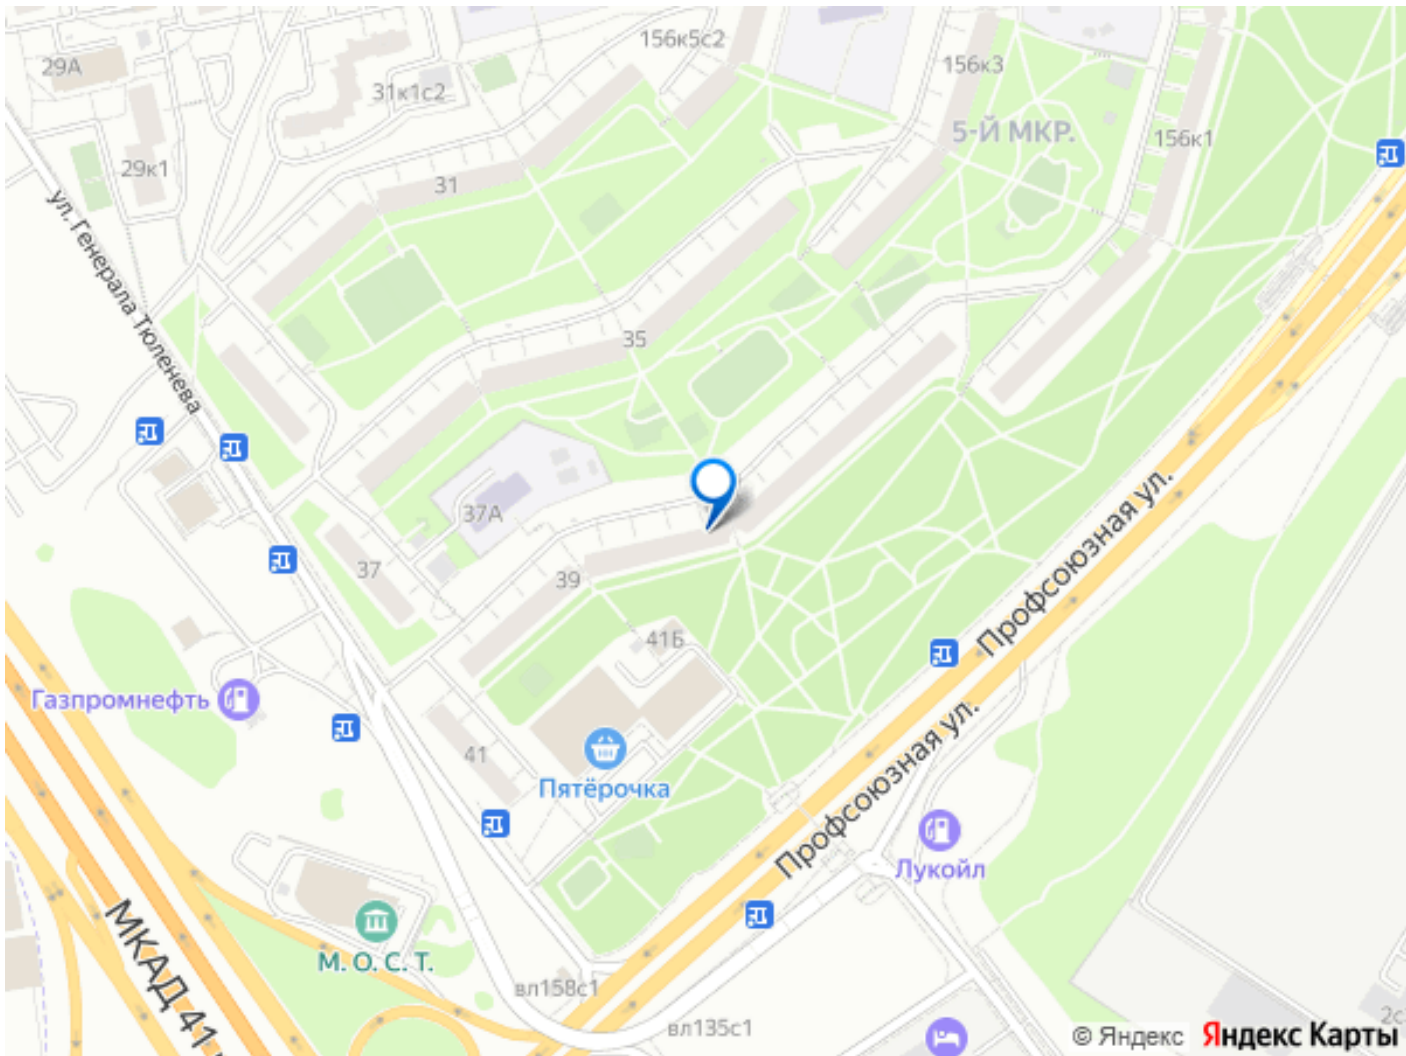 156к5с2
29А
156к3
31к1с2
5-Й МКР.
156к1
29к1
31
ул. Генерала Тюленева
35
37А
37
39
Профсоюзная ул.
41Б
Газпромнефть
41
Пятёрочка
Профсоюзная ул.
Лукойл
МКАД 41
М. О. С. Т.
вл158с1
вл135с1
2с
© Яндекс Яндекс Карты